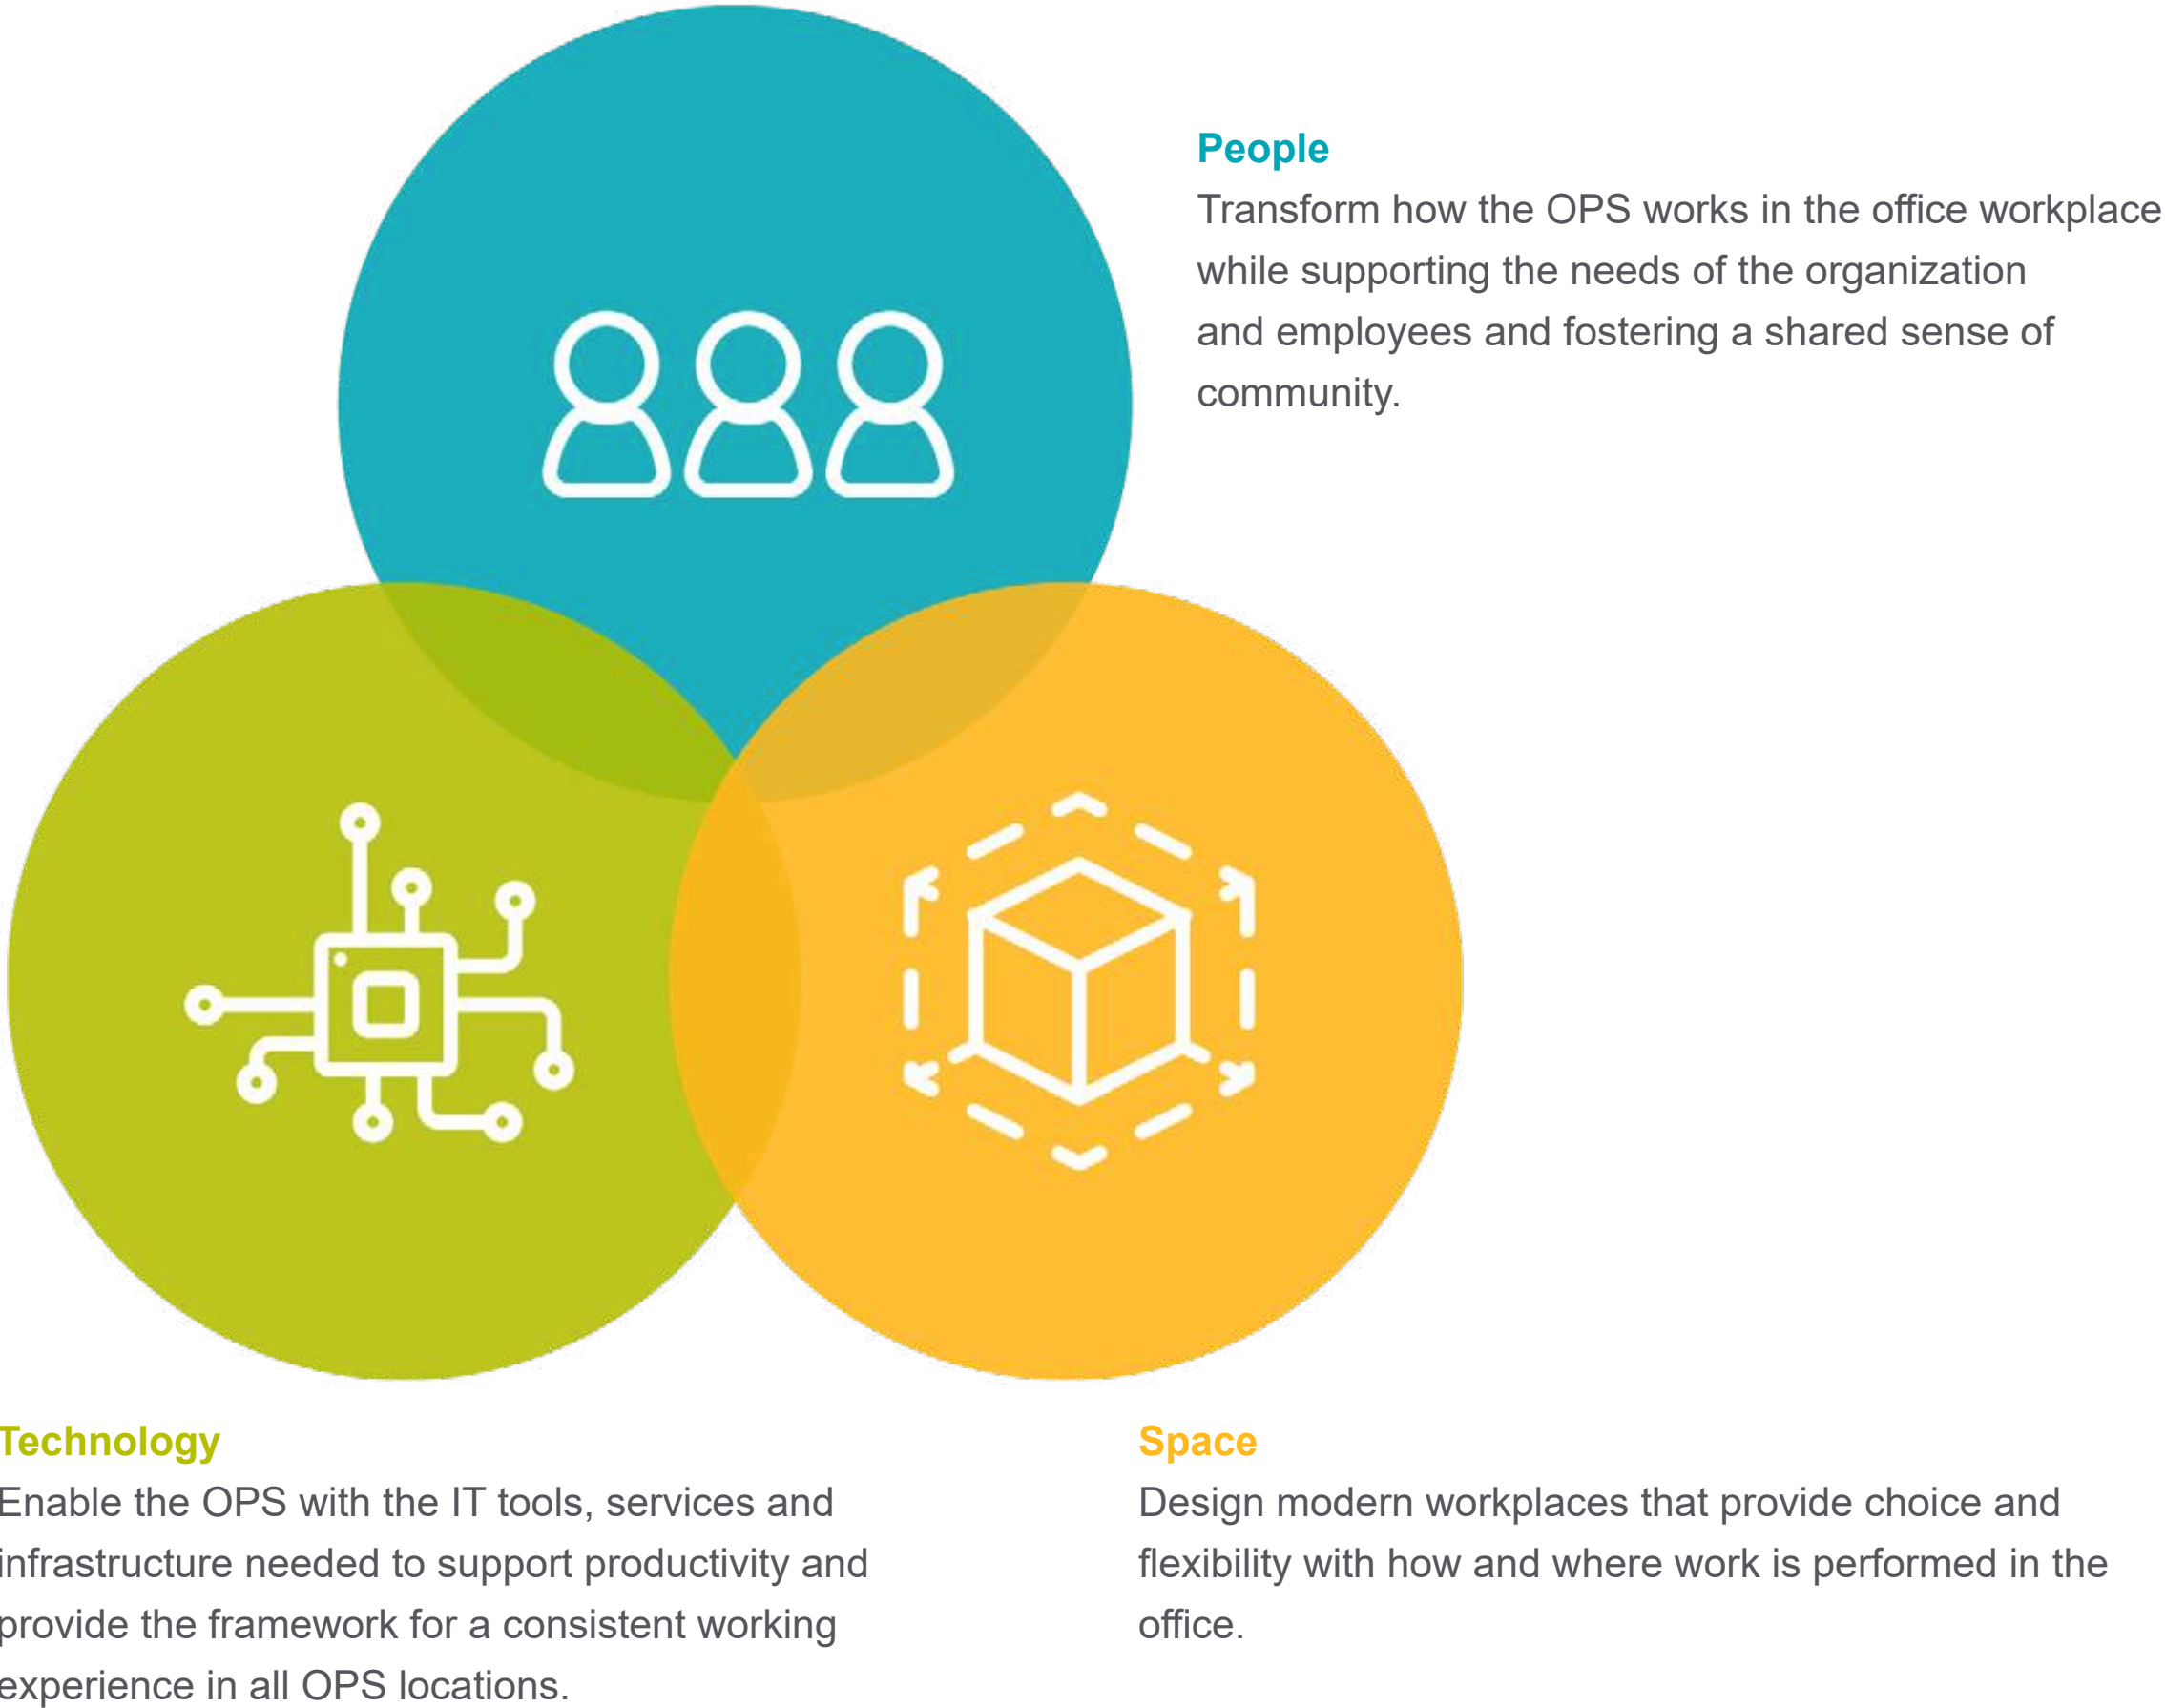 People
Transform how the OPS works in the office workplace
while supporting the needs of the organization
and employees and fostering a shared sense of
community.
Technology
Enable the OPS with the IT tools, services and
infrastructure needed to support productivity and
provide the framework for a consistent working
experience in all OPS locations.
Space
Design modern workplaces that provide choice and
flexibility with how and where work is performed in the
office.